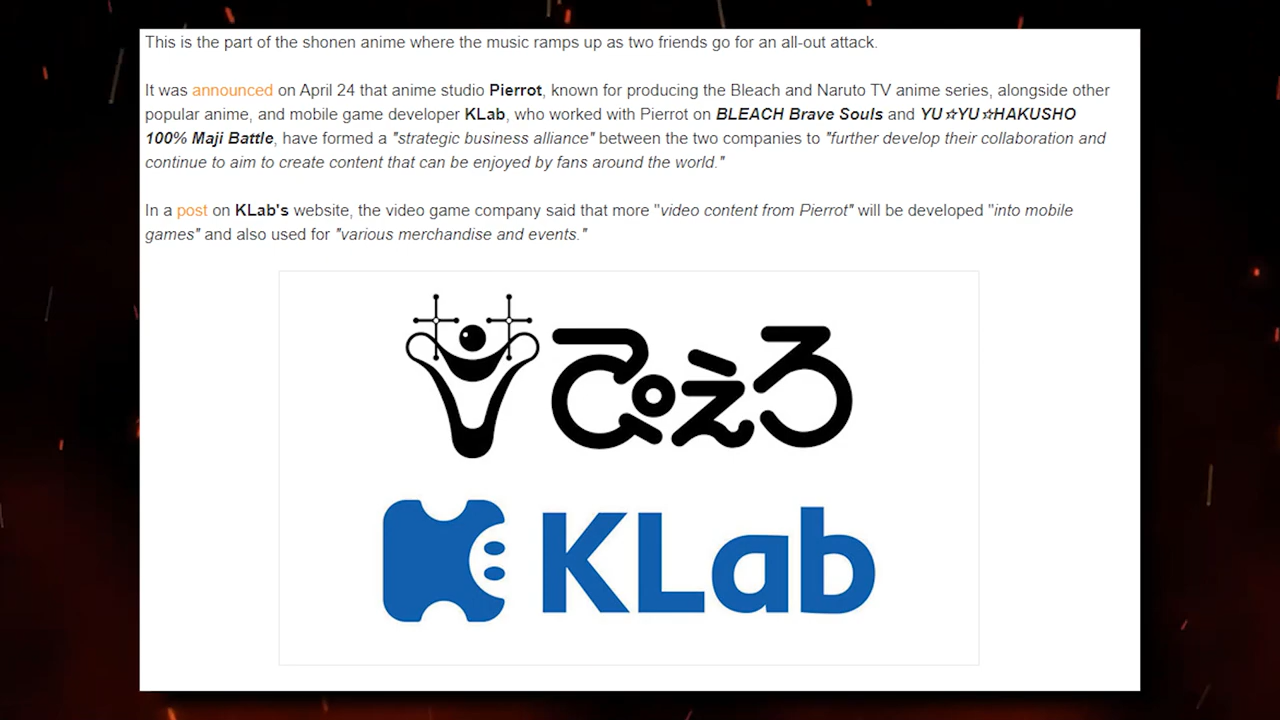 This is the part of the shonen anime where the music ramps up as two friends go for an all-out attack.
It was announced on April 24 that anime studio Pierrot, known for producing the Bleach and Naruto TV anime series, alongside other
popular anime, and mobile game developer KLab, who worked with Pierrot on BLEACH Brave Souls and YU☆YU☆HAKUSHO
100% Maji Battle, have formed a "strategic business alliance" between the two companies to "further develop their collaboration and
continue to aim to create content that can be enjoyed by fans around the world."
In a post on KLab's website, the video game company said that more "video content from Pierrot" will be developed "into mobile
games" and also used for "various merchandise and events."
ぴえろ
KLab